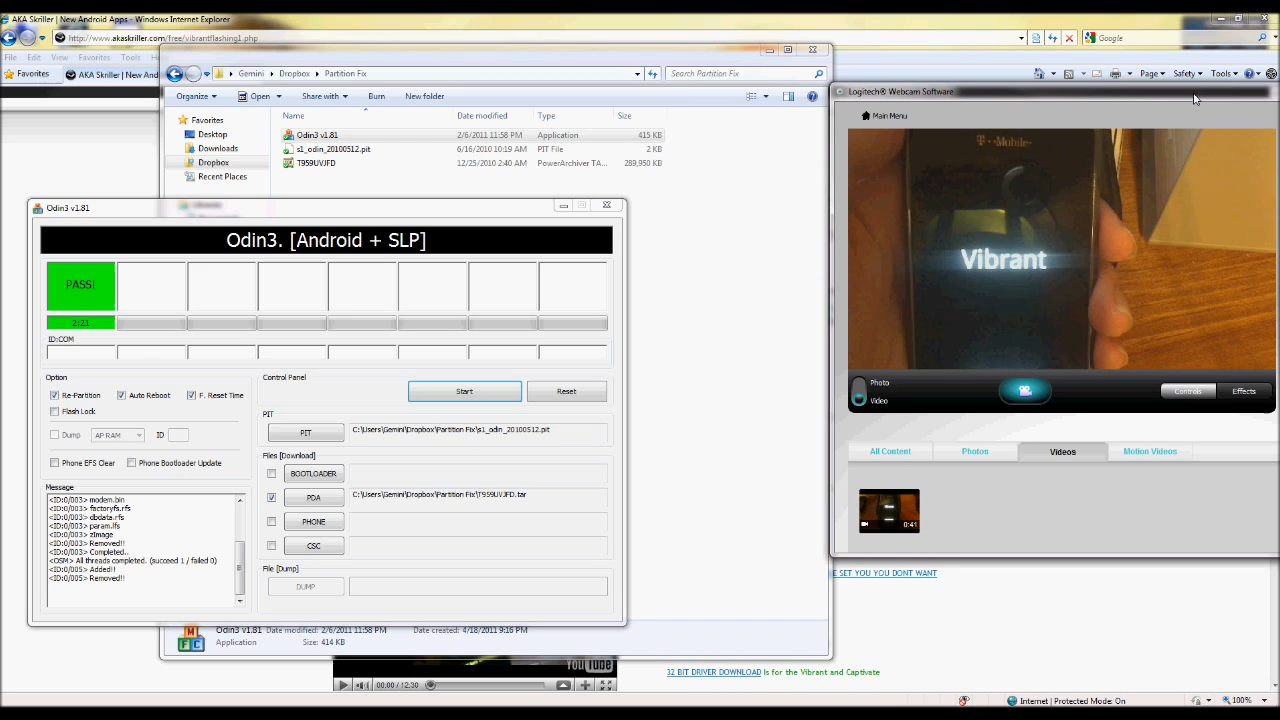 AKA Skriller | New Android Apps - Windows Internet Explorer
http://www.akaskriller.com/free/vibrantflashing1.php
Google
File Edit View Favorites Tools
Favorites
AKA Skriller | New And
Page Safety Tools
Gemini Dropbox Partition Fix
Search Partition Fix
Organize Open Share with Burn New folder
Name Date modified Type Size
Favorites
Desktop
Downloads
Dropbox
Recent Places
Libraries
Odin3 v1.81 2/6/2011 11:58 PM Application 415 KB
s1_odin_20100512.pit 6/16/2010 10:19 AM PIT File 2 KB
T959UVJFD 12/25/2010 2:40 AM PowerArchiver TA... 289,950 KB
Odin3 v1.81
Odin3. [Android + SLP]
PASS!
2:21
ID:COM
Option
Re-Partition Auto Reboot F. Reset Time
Flash Lock
Dump AP RAM ID
Phone EFS Clear Phone Bootloader Update
Message
<ID:0/003> modem.bin
<ID:0/003> factoryfs.rfs
<ID:0/003> dbdata.rfs
<ID:0/003> param.lfs
<ID:0/003> zImage
<ID:0/003> Removed!!
<ID:0/003> Completed..
<OSM> All threads completed. (succeed 1 / failed 0)
<ID:0/005> Added!!
<ID:0/005> Removed!!
Control Panel
Start Reset
PIT
PIT C:\Users\Gemini\Dropbox\Partition Fix\s1_odin_20100512.pit
Files [Download]
BOOTLOADER
PDA C:\Users\Gemini\Dropbox\Partition Fix\T959UVJFD.tar
PHONE
CSC
File [Dump]
DUMP
Odin3 v1.81 Date modified: 2/6/2011 11:58 PM Date created: 4/18/2011 9:16 PM
Application Size: 414 KB
Logitech® Webcam Software
Main Menu
T··Mobile·
Vibrant
Photo
Video
Controls Effects
All Content Photos Videos Motion Videos
0:41
E SET YOU YOU DONT WANT
YouTube
00:00 / 12:30
32 BIT DRIVER DOWNLOAD Is for the Vibrant and Captivate
Internet | Protected Mode: On
100%